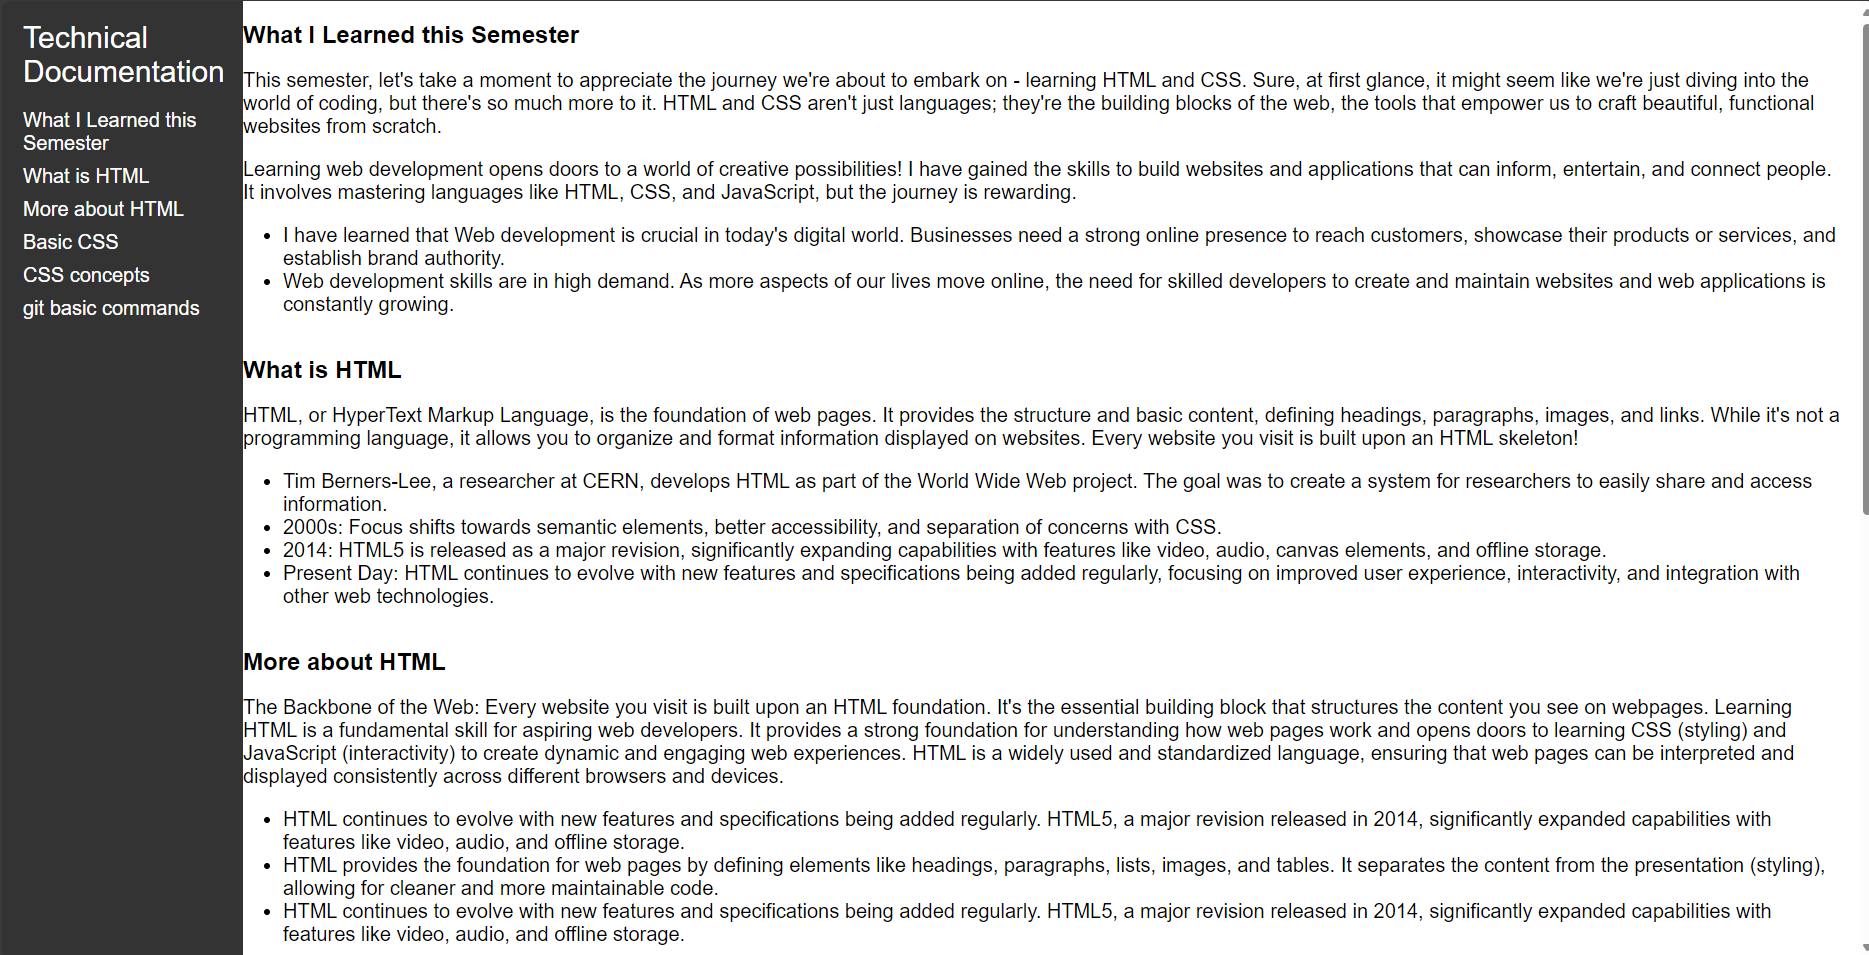 Technical
Documentation
What I Learned this
Semester
What is HTML
More about HTML
Basic CSS
CSS concepts
git basic commands
What I Learned this Semester
This semester, let's take a moment to appreciate the journey we're about to embark on - learning HTML and CSS. Sure, at first glance, it might seem like we're just diving into the
world of coding, but there's so much more to it. HTML and CSS aren't just languages; they're the building blocks of the web, the tools that empower us to craft beautiful, functional
websites from scratch.
Learning web development opens doors to a world of creative possibilities! I have gained the skills to build websites and applications that can inform, entertain, and connect people.
It involves mastering languages like HTML, CSS, and JavaScript, but the journey is rewarding.
• I have learned that Web development is crucial in today's digital world. Businesses need a strong online presence to reach customers, showcase their products or services, and
establish brand authority.
• Web development skills are in high demand. As more aspects of our lives move online, the need for skilled developers to create and maintain websites and web applications is
constantly growing.
What is HTML
HTML, or HyperText Markup Language, is the foundation of web pages. It provides the structure and basic content, defining headings, paragraphs, images, and links. While it's not a
programming language, it allows you to organize and format information displayed on websites. Every website you visit is built upon an HTML skeleton!
• Tim Berners-Lee, a researcher at CERN, develops HTML as part of the World Wide Web project. The goal was to create a system for researchers to easily share and access
information.
• 2000s: Focus shifts towards semantic elements, better accessibility, and separation of concerns with CSS.
• 2014: HTML5 is released as a major revision, significantly expanding capabilities with features like video, audio, canvas elements, and offline storage.
• Present Day: HTML continues to evolve with new features and specifications being added regularly, focusing on improved user experience, interactivity, and integration with
other web technologies.
More about HTML
The Backbone of the Web: Every website you visit is built upon an HTML foundation. It's the essential building block that structures the content you see on webpages. Learning
HTML is a fundamental skill for aspiring web developers. It provides a strong foundation for understanding how web pages work and opens doors to learning CSS (styling) and
JavaScript (interactivity) to create dynamic and engaging web experiences. HTML is a widely used and standardized language, ensuring that web pages can be interpreted and
displayed consistently across different browsers and devices.
• HTML continues to evolve with new features and specifications being added regularly. HTML5, a major revision released in 2014, significantly expanded capabilities with
features like video, audio, and offline storage.
• HTML provides the foundation for web pages by defining elements like headings, paragraphs, lists, images, and tables. It separates the content from the presentation (styling),
allowing for cleaner and more maintainable code.
• HTML continues to evolve with new features and specifications being added regularly. HTML5, a major revision released in 2014, significantly expanded capabilities with
features like video, audio, and offline storage.